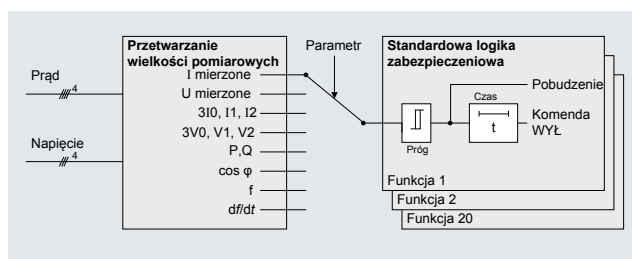 Prąd
4
Napięcie
4
Przetwarzanie
wielkości pomiarowych
I mierzone
U mierzone
3I0, I1, I2
3V0, V1, V2
P,Q
cos φ
f
df/dt
Parametr
Standardowa logika
zabezpieczeniowa
Próg
Czas
t
Pobudzenie
Komenda
WYŁ
Funkcja 1
Funkcja 2
Funkcja 20